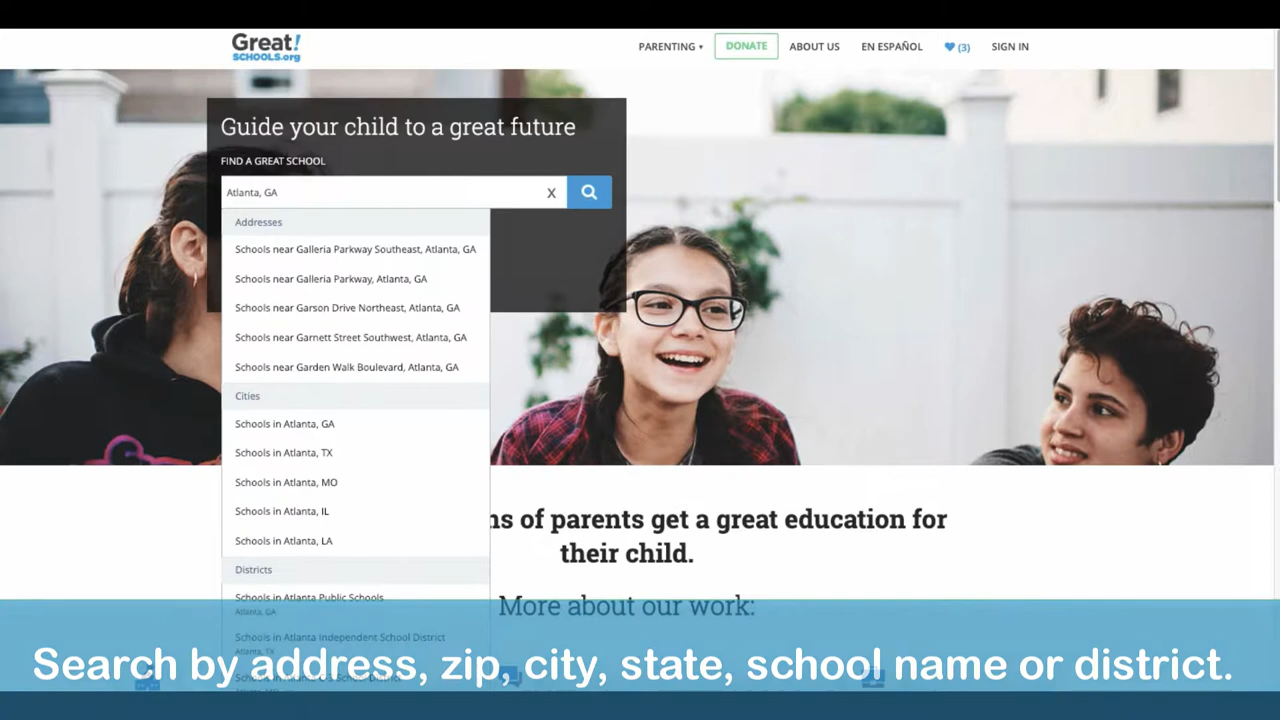 Great!
SCHOOLS.org
PARENTING ▾ DONATE ABOUT US EN ESPAÑOL (3) SIGN IN
Guide your child to a great future
FIND A GREAT SCHOOL
Atlanta, GA X
Addresses
Schools near Galleria Parkway Southeast, Atlanta, GA
Schools near Galleria Parkway, Atlanta, GA
Schools near Garson Drive Northeast, Atlanta, GA
Schools near Garnett Street Southwest, Atlanta, GA
Schools near Garden Walk Boulevard, Atlanta, GA
Cities
Schools in Atlanta, GA
Schools in Atlanta, TX
Schools in Atlanta, MO
Schools in Atlanta, IL
Schools in Atlanta, LA
Districts
Schools in Atlanta Public Schools
Atlanta, GA
Schools in Atlanta Independent School District
Atlanta, TX
of parents get a great education for
their child.
More about our work:
Search by address, zip, city, state, school name or district.